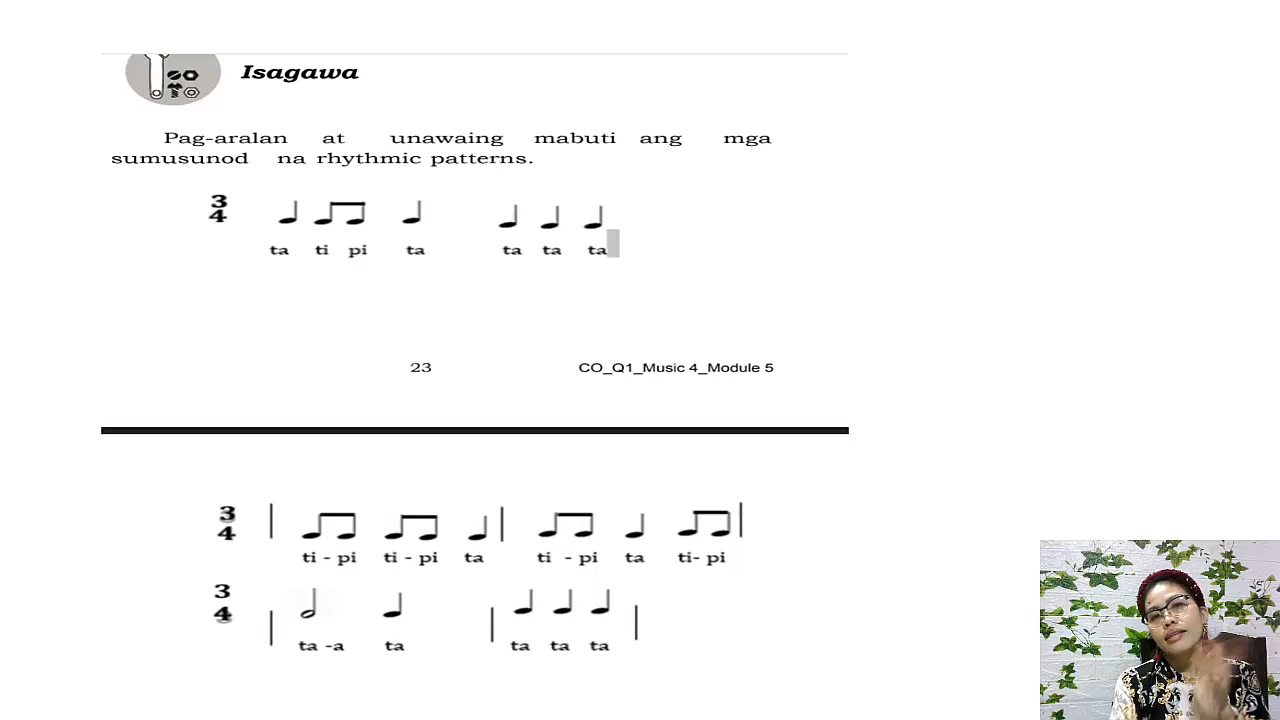 Isagawa
Pag-aralan at unawaing mabuti ang mga
sumusunod na rhythmic patterns.
3
4
ta ti pi ta ta ta ta
23 CO_Q1_Music 4_Module 5
3
4
ti - pi ti - pi ta ti - pi ta ti- pi
3
4
ta -a ta ta ta ta